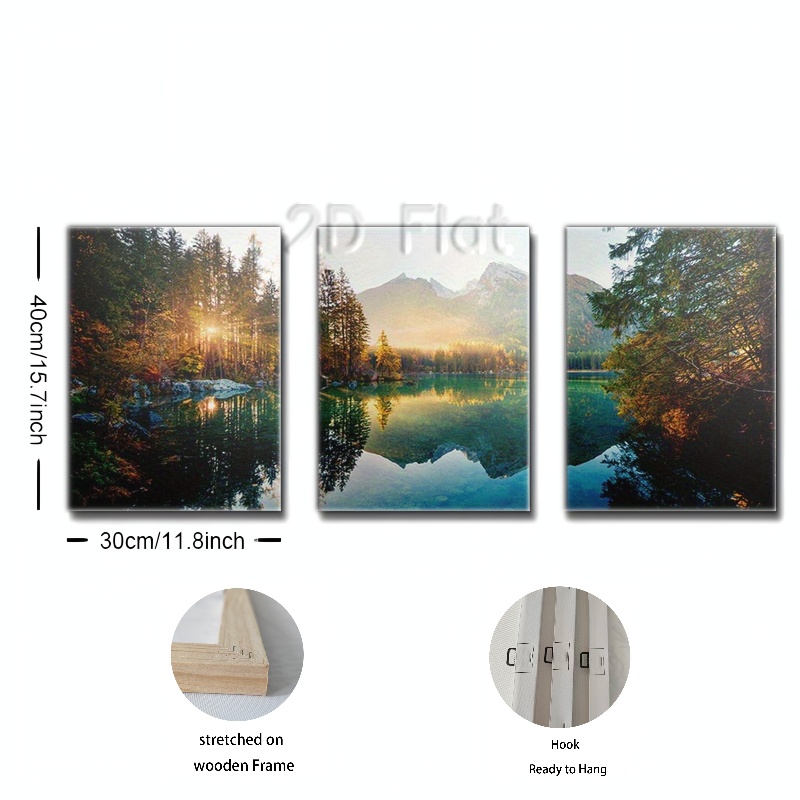 2D Flat
40cm/15.7inch
30cm/11.8inch
stretched on
wooden Frame
Hook
Ready to Hang